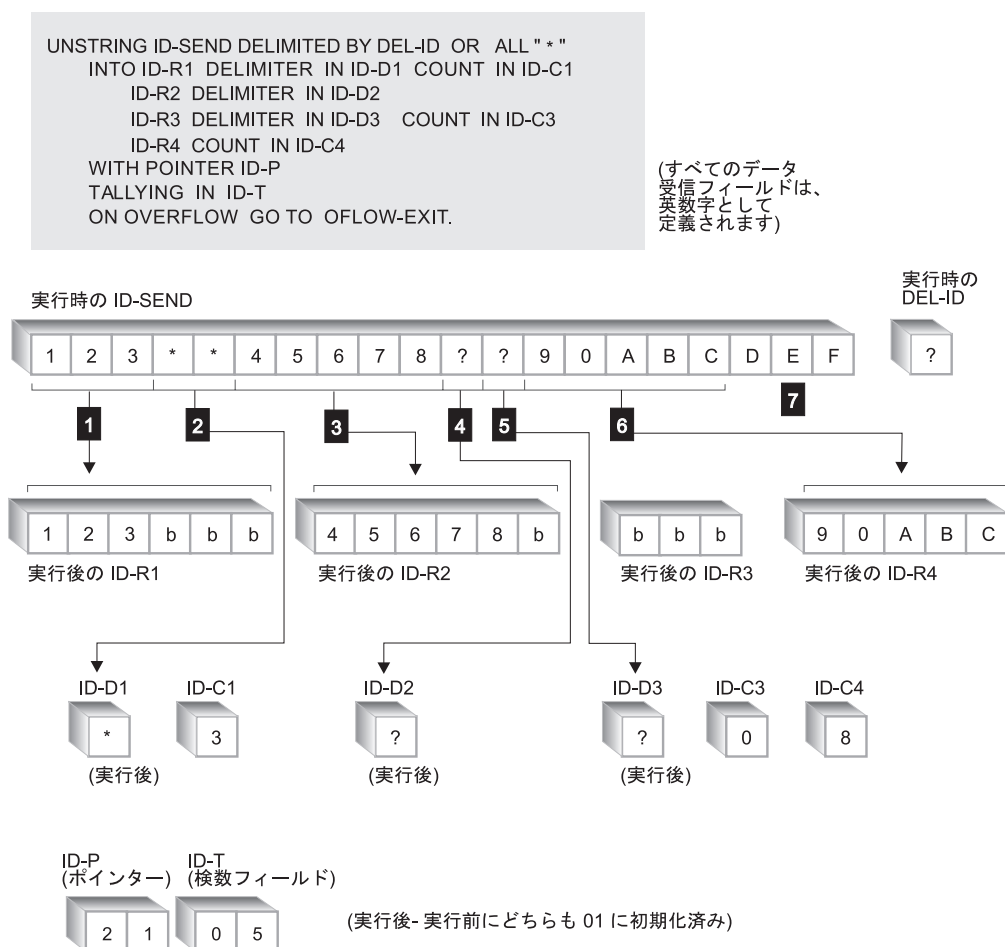 UNSTRING ID-SEND DELIMITED BY DEL-ID OR ALL " * "
INTO ID-R1 DELIMITER IN ID-D1 COUNT IN ID-C1
ID-R2 DELIMITER IN ID-D2
ID-R3 DELIMITER IN ID-D3 COUNT IN ID-C3
ID-R4 COUNT IN ID-C4
WITH POINTER ID-P
TALLYING IN ID-T
ON OVERFLOW GO TO OFLOW-EXIT.
(すべてのデータ
受信フィールドは、
英数字として
定義されます)
実行時の ID-SEND
実行時の
DEL-ID
1 2 3 * * 4 5 6 7 8 ? ? 9 0 A B C D E F
?
1 2 3 4 5 6 7
1 2 3 b b b
4 5 6 7 8 b
b b b
9 0 A B C
実行後の ID-R1
実行後の ID-R2
実行後の ID-R3
実行後の ID-R4
ID-D1 ID-C1 ID-D2 ID-D3 ID-C3 ID-C4
* 3 ? ? 0 8
(実行後) (実行後) (実行後)
ID-P
(ポインター)
ID-T
(検数フィールド)
2 1
0 5
(実行後- 実行前にどちらも 01 に初期化済み)